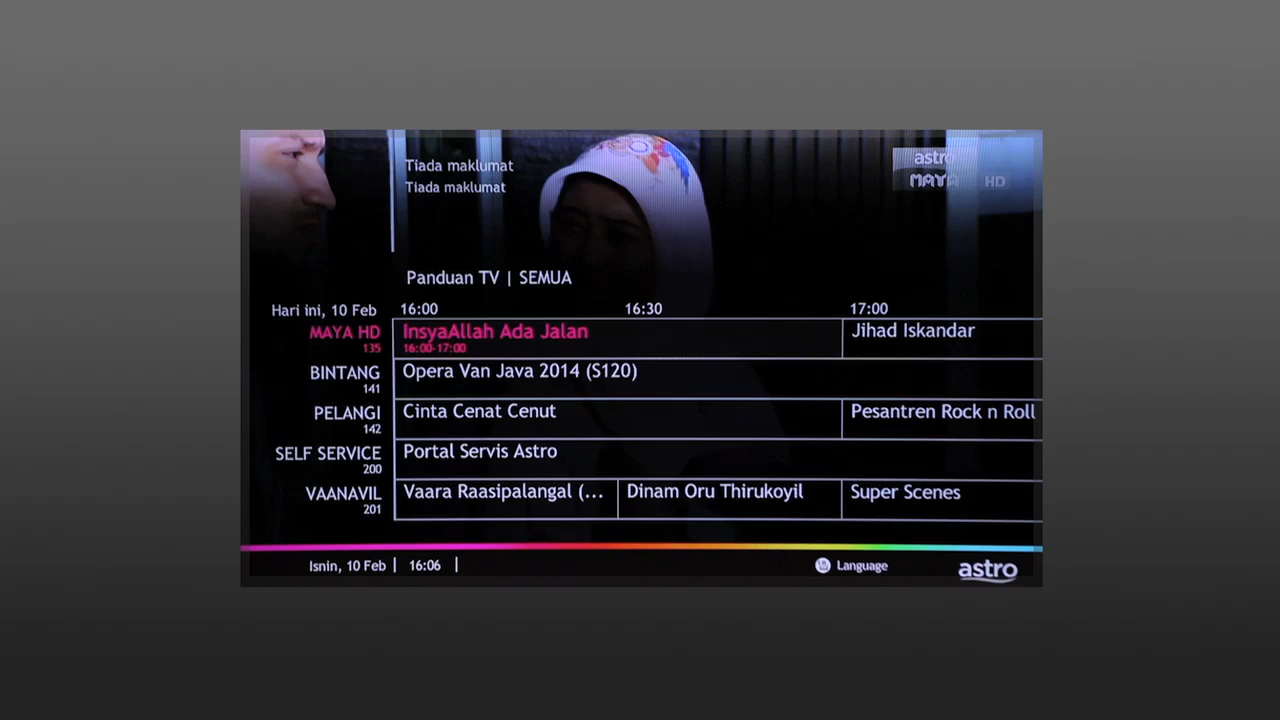 Tiada maklumat
Tiada maklumat
astro
MAYA HD
Panduan TV | SEMUA
Hari ini, 10 Feb 16:00 16:30 17:00
MAYA HD InsyaAllah Ada Jalan Jihad Iskandar
135 16:00-17:00
BINTANG Opera Van Java 2014 (S120)
141
PELANGI Cinta Cenat Cenut Pesantren Rock n Roll
142
SELF SERVICE Portal Servis Astro
200
VAANAVIL Vaara Raasipalangal (... Dinam Oru Thirukoyil Super Scenes
201
Isnin, 10 Feb | 16:06 | Language astro